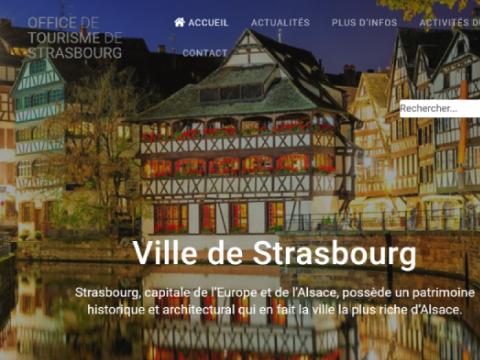 OFFICE DE
TOURISME DE
STRASBOURG
ACCUEIL ACTUALITÉS PLUS D'INFOS ACTIVITÉS D
CONTACT
Rechercher...
Ville de Strasbourg
Strasbourg, capitale de l'Europe et de l'Alsace, possède un patrimoine
historique et architectural qui en fait la ville la plus riche d'Alsace.